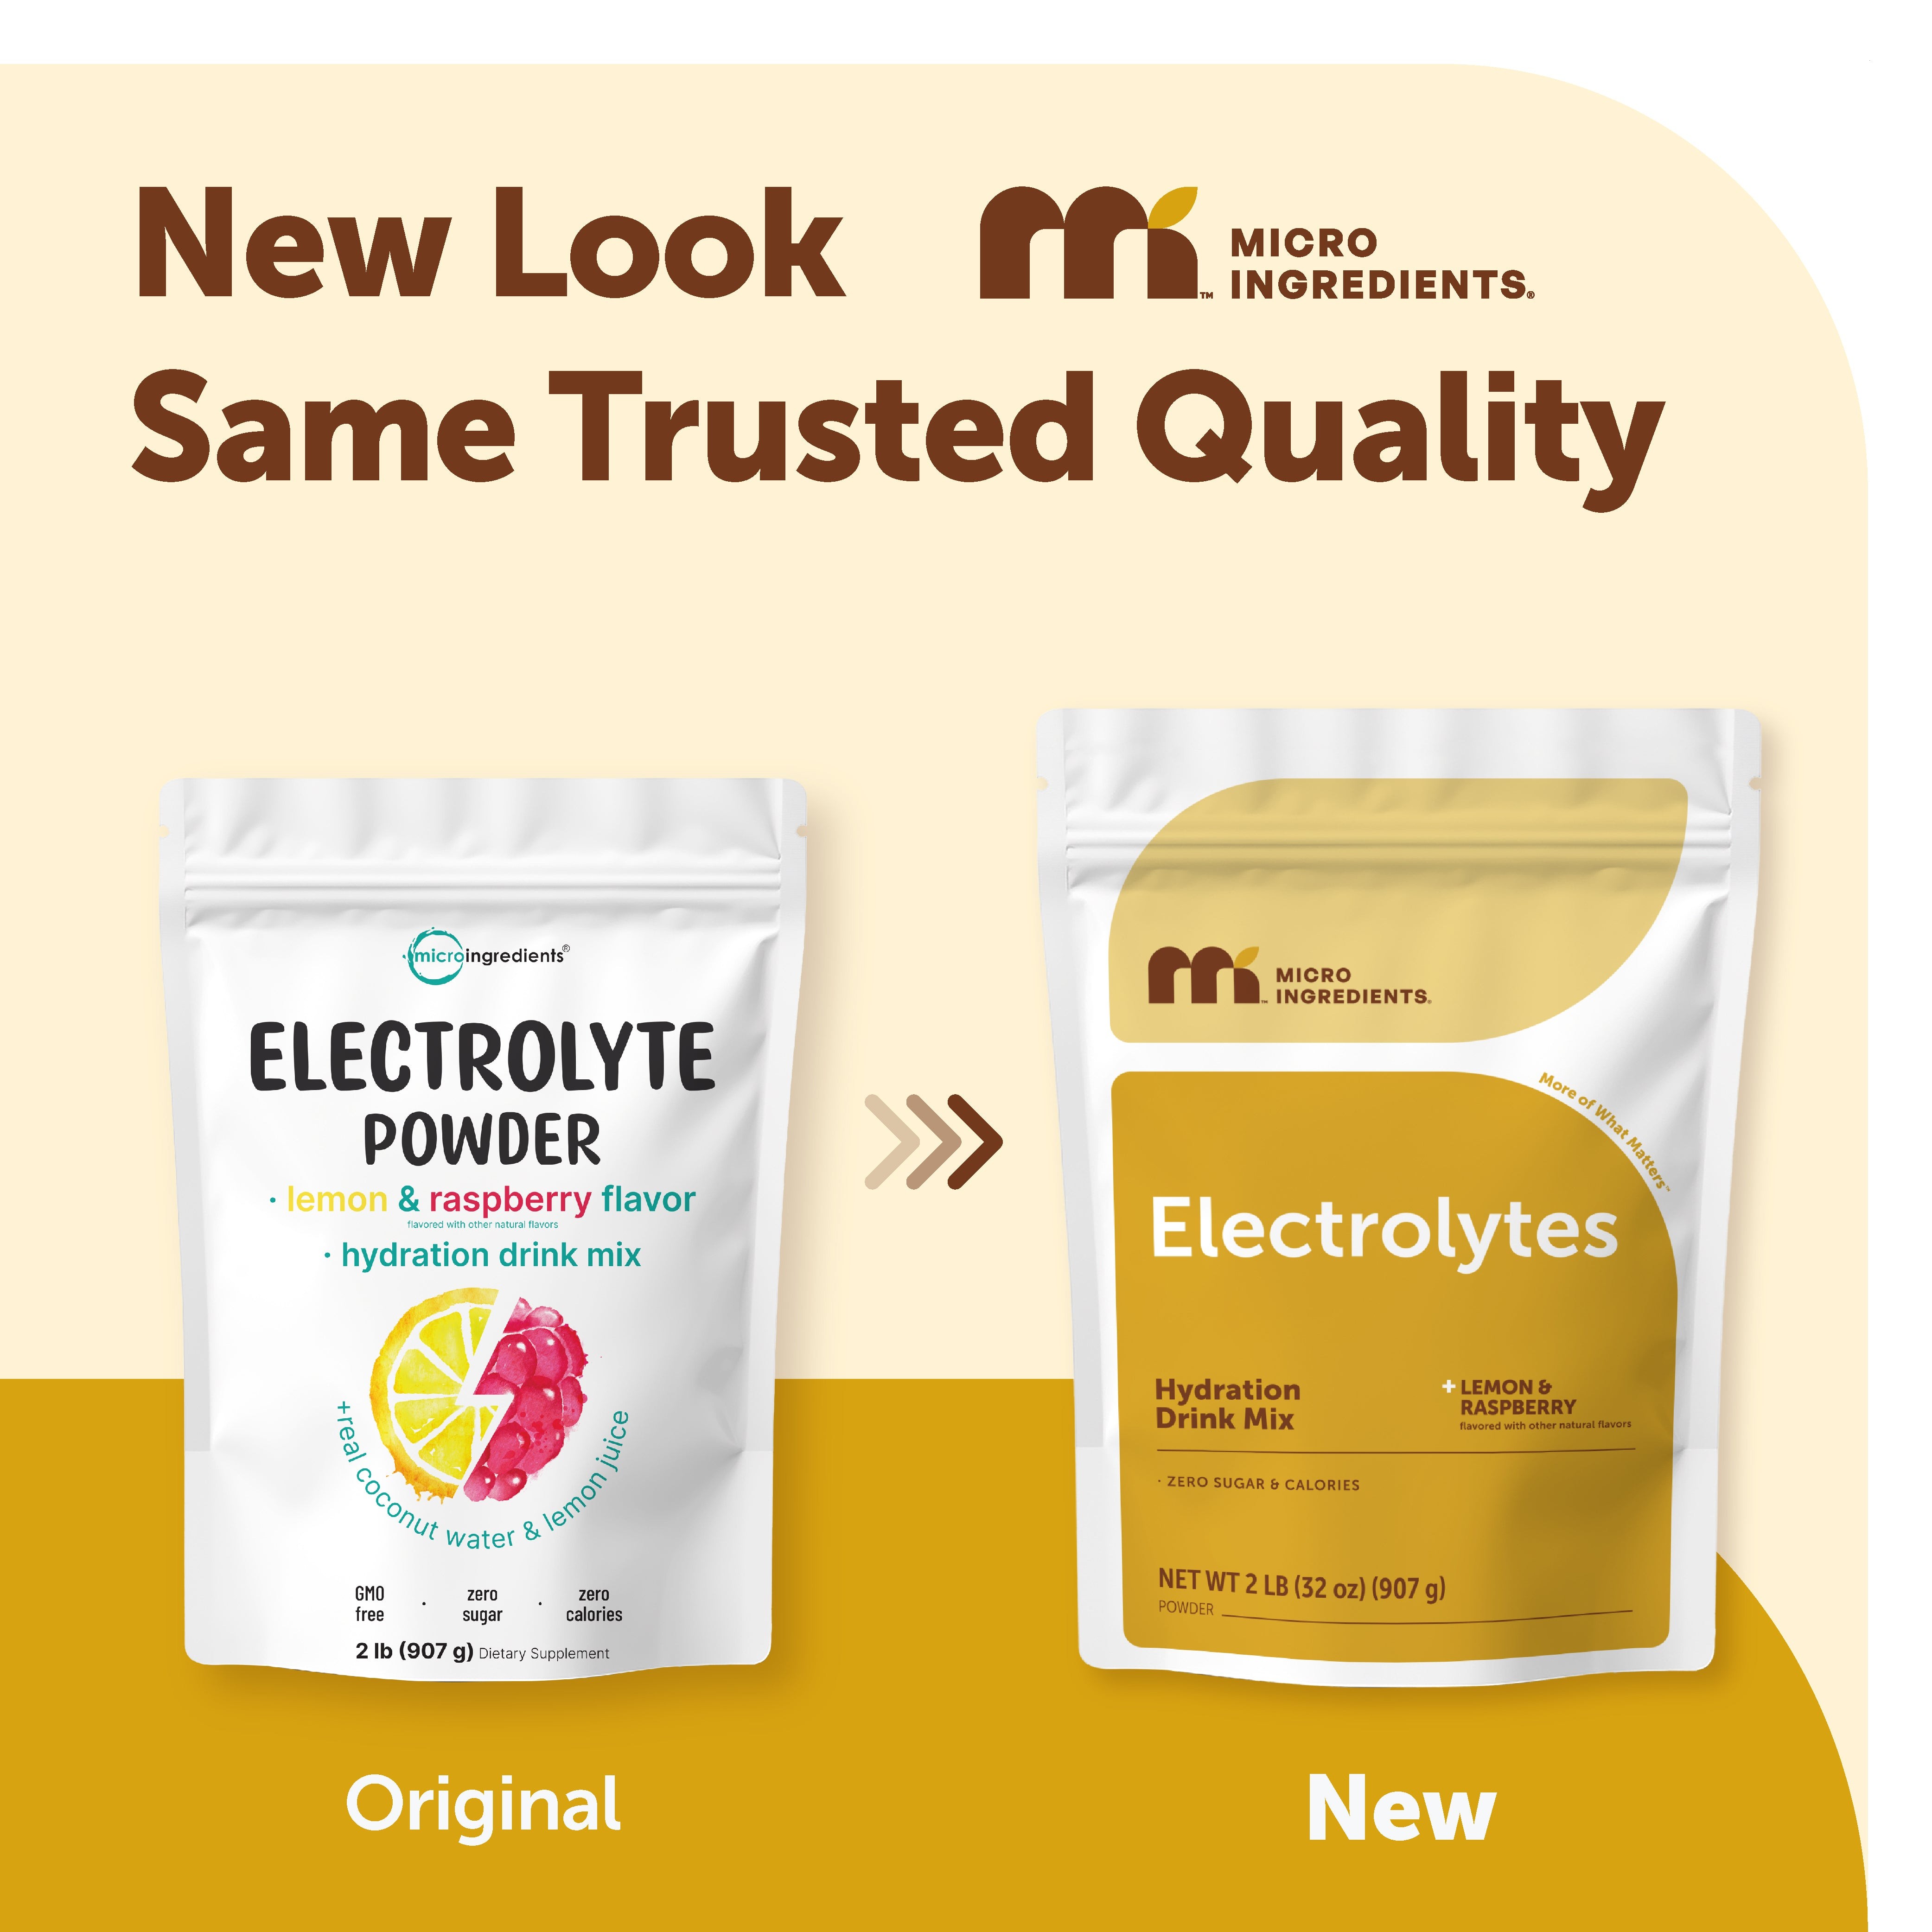 New Look
m™ MICRO
INGREDIENTS®
Same Trusted Quality
microingredients®
ELECTROLYTE
POWDER
· lemon & raspberry flavor
flavored with other natural flavors
· hydration drink mix
+real coconut water & lemon juice
GMO free · zero sugar · zero calories
2 lb (907 g) Dietary Supplement
Original
m™ MICRO
INGREDIENTS®
More of What Matters™
Electrolytes
Hydration
Drink Mix
+ LEMON &
RASPBERRY
flavored with other natural flavors
· ZERO SUGAR & CALORIES
NET WT 2 LB (32 oz) (907 g)
POWDER
New